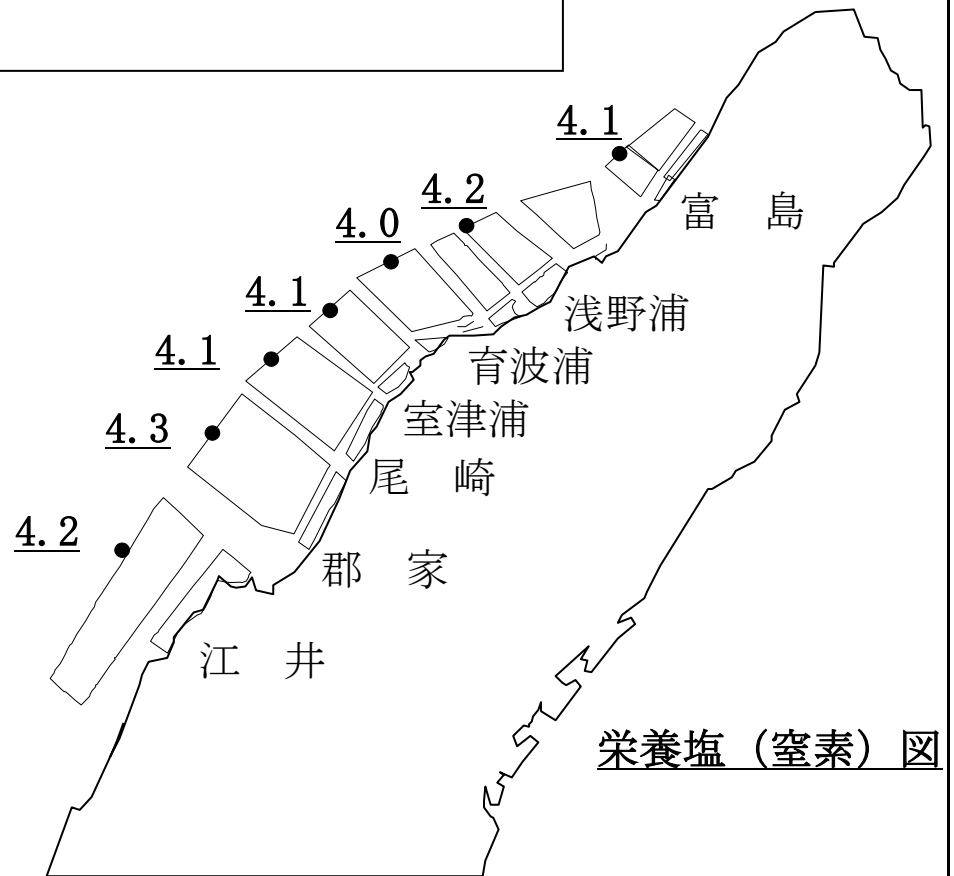 4.1
富　島
4.2
4.0
浅野浦
4.1
育波浦
4.1
室津浦
4.3
尾　崎
4.2
郡　家
江　井
栄養塩（窒素）図